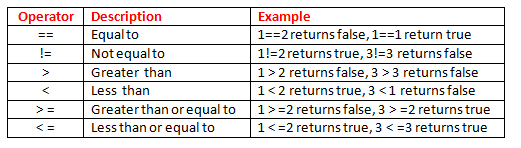 Operator Description Example
== Equal to 1==2 returns false, 1==1 return true
!= Not equal to 1!=2 returns true, 3!=3 returns false
> Greater than 1 > 2 returns false, 3 > 3 returns false
< Less than 1 < 2 returns true, 3 < 1 returns false
> = Greater than or equal to 1 > =2 returns false, 3 > =2 returns true
< = Less than or equal to 1 < =2 returns true, 3 < =3 returns true